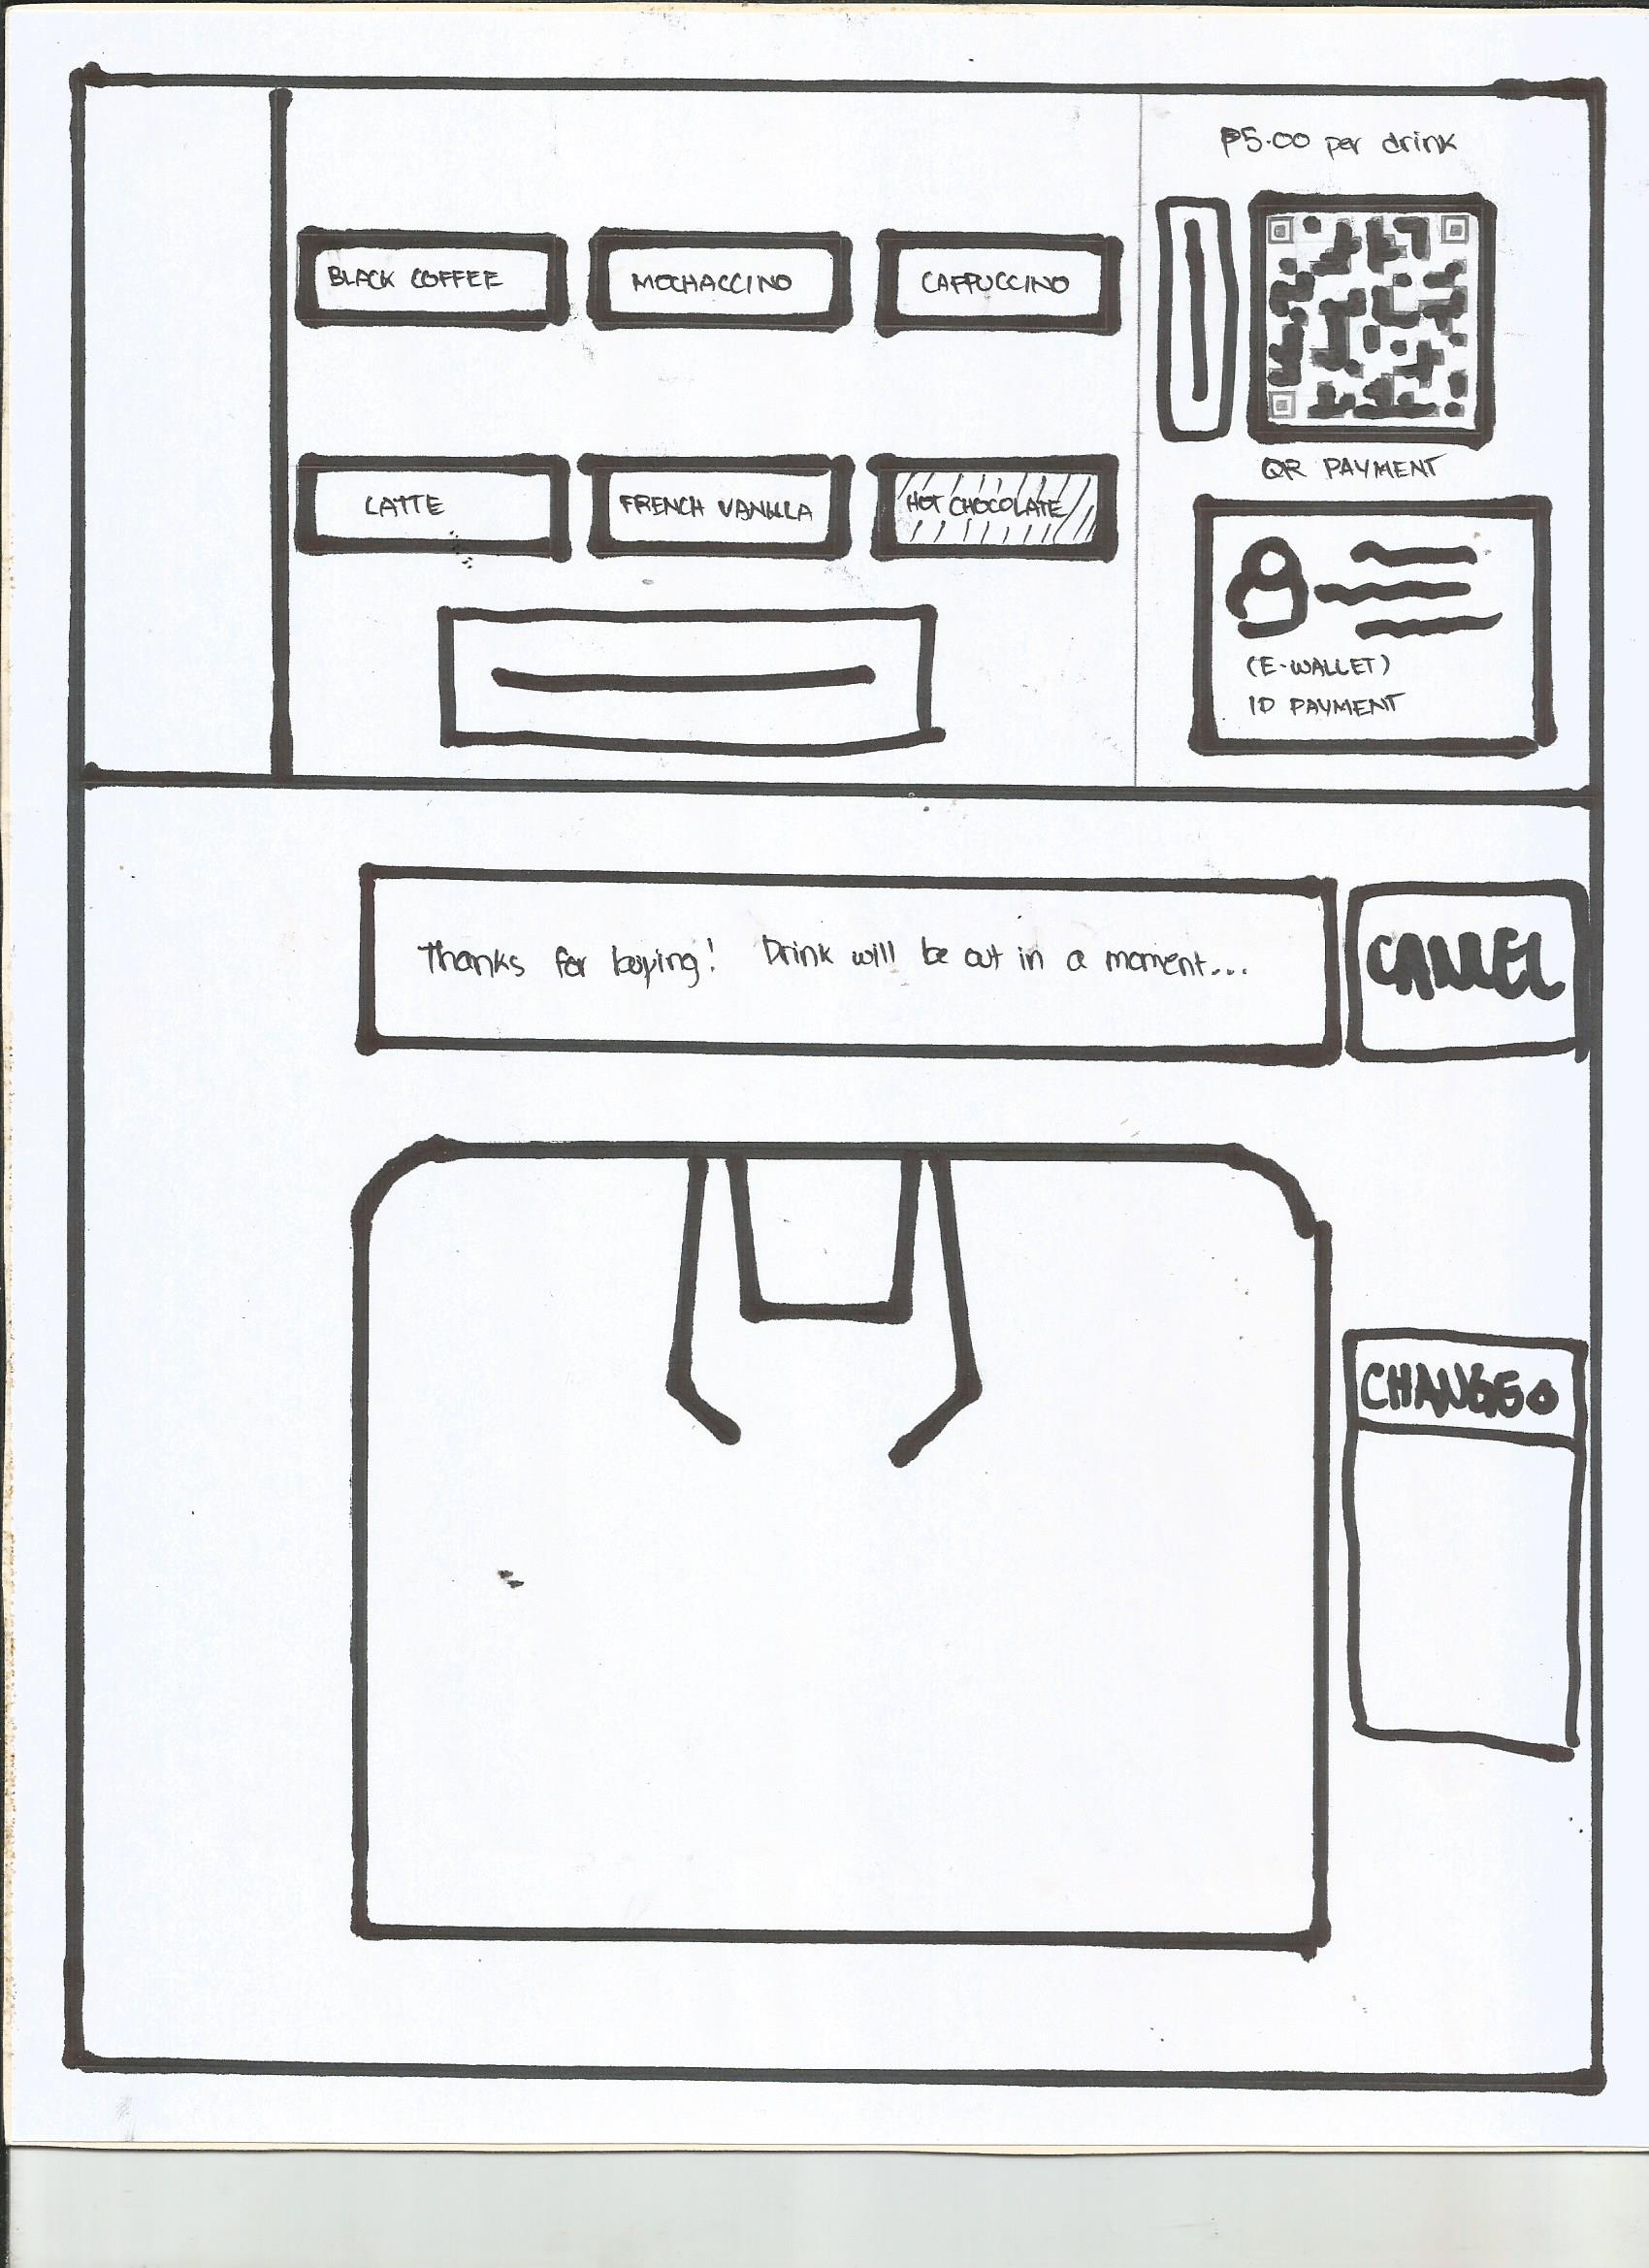 ₱5.00 per drink
BLACK COFFEE
MOCHACCINO
CAPPUCCINO
QR PAYMENT
LATTE
FRENCH VANILLA
HOT CHOCOLATE
(E-WALLET)
ID PAYMENT
Thanks for buying! Drink will be out in a moment...
CANCEL
CHANGE